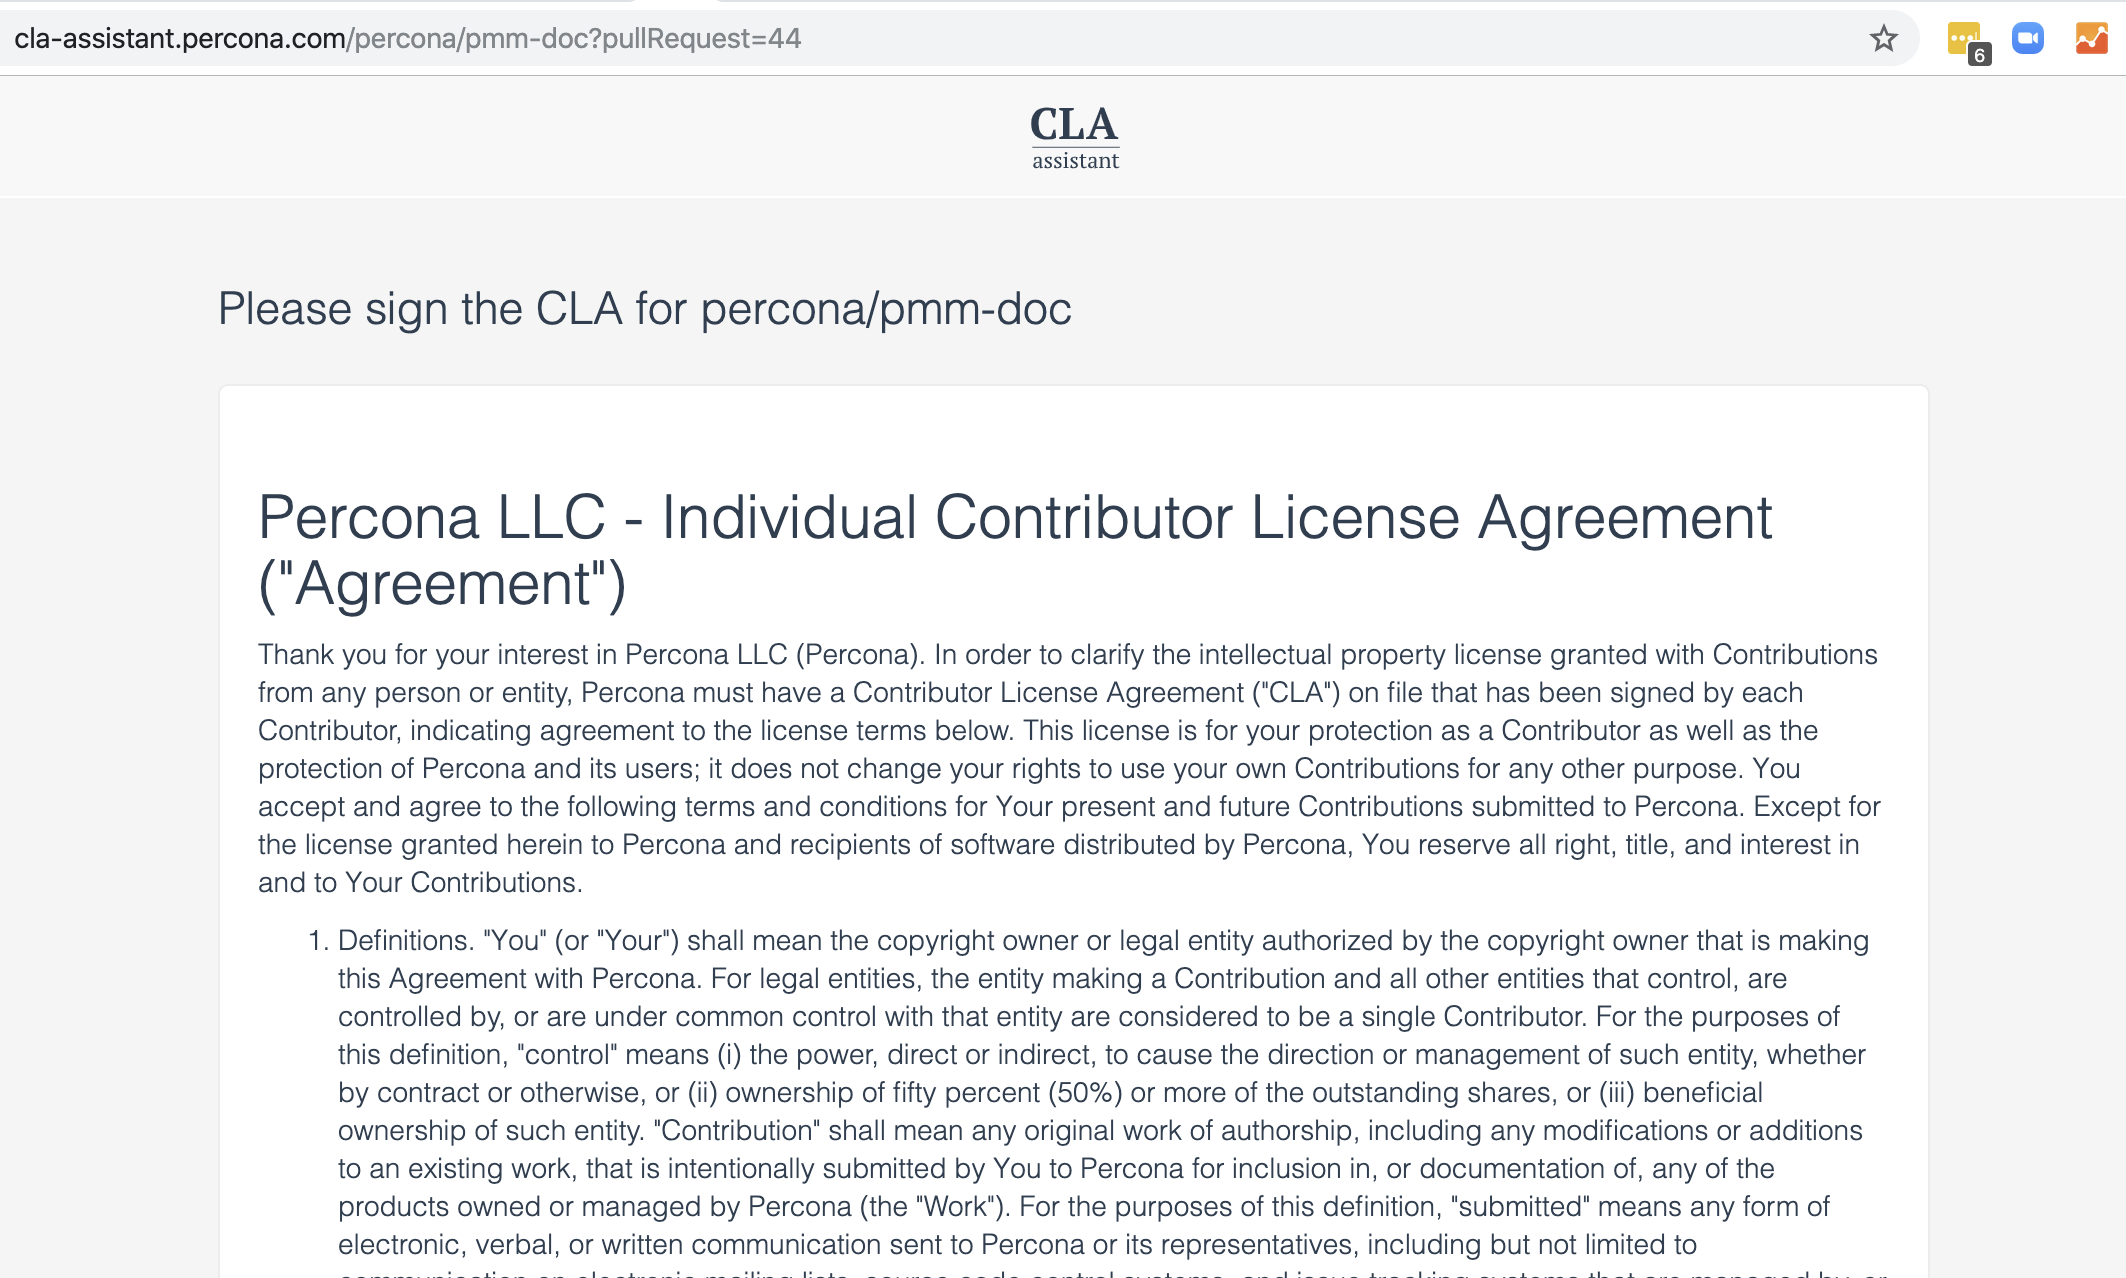 cla-assistant.percona.com/percona/pmm-doc?pullRequest=44
6
CLA
assistant
Please sign the CLA for percona/pmm-doc
Percona LLC - Individual Contributor License Agreement
("Agreement")
Thank you for your interest in Percona LLC (Percona). In order to clarify the intellectual property license granted with Contributions
from any person or entity, Percona must have a Contributor License Agreement ("CLA") on file that has been signed by each
Contributor, indicating agreement to the license terms below. This license is for your protection as a Contributor as well as the
protection of Percona and its users; it does not change your rights to use your own Contributions for any other purpose. You
accept and agree to the following terms and conditions for Your present and future Contributions submitted to Percona. Except for
the license granted herein to Percona and recipients of software distributed by Percona, You reserve all right, title, and interest in
and to Your Contributions.
1. Definitions. "You" (or "Your") shall mean the copyright owner or legal entity authorized by the copyright owner that is making
this Agreement with Percona. For legal entities, the entity making a Contribution and all other entities that control, are
controlled by, or are under common control with that entity are considered to be a single Contributor. For the purposes of
this definition, "control" means (i) the power, direct or indirect, to cause the direction or management of such entity, whether
by contract or otherwise, or (ii) ownership of fifty percent (50%) or more of the outstanding shares, or (iii) beneficial
ownership of such entity. "Contribution" shall mean any original work of authorship, including any modifications or additions
to an existing work, that is intentionally submitted by You to Percona for inclusion in, or documentation of, any of the
products owned or managed by Percona (the "Work"). For the purposes of this definition, "submitted" means any form of
electronic, verbal, or written communication sent to Percona or its representatives, including but not limited to